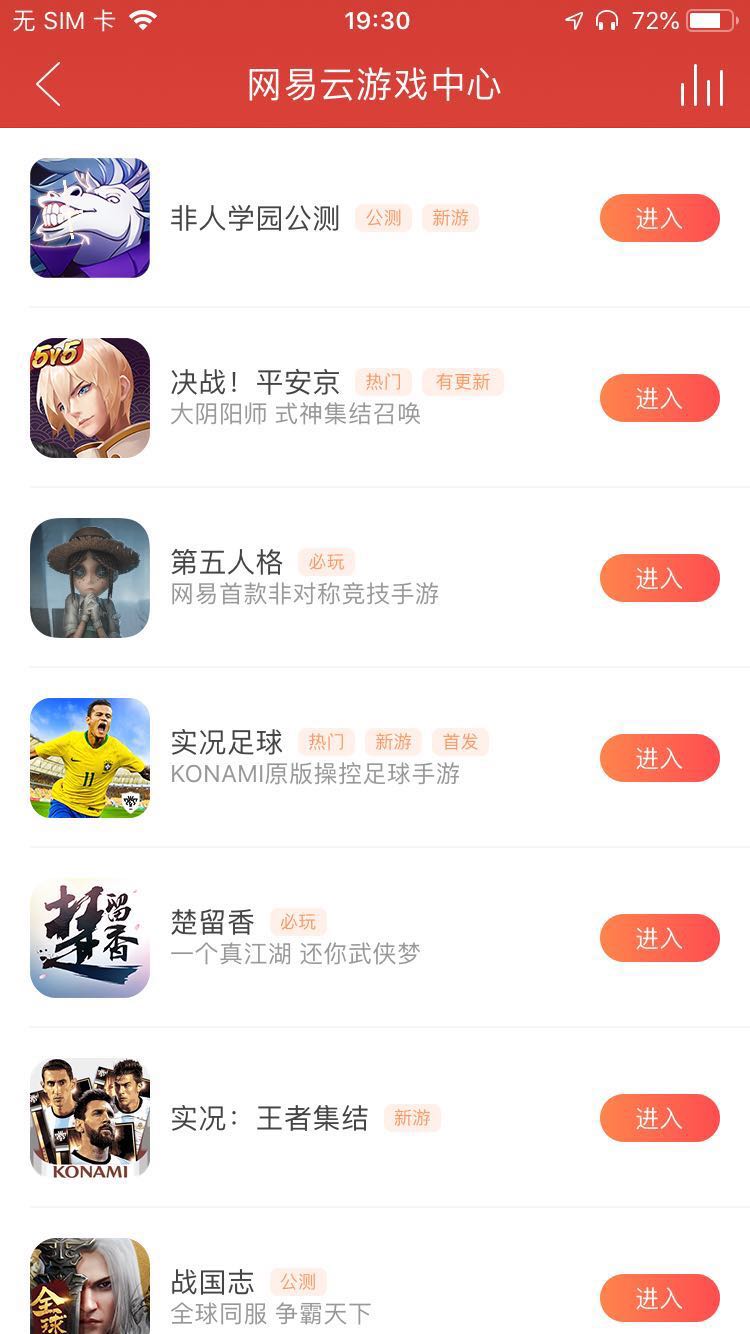 无 SIM 卡
19:30
72%
网易云游戏中心
非人学园公测 公测 新游
进入
5v5
决战！平安京 热门 有更新
大阴阳师 式神集结召唤
进入
第五人格 必玩
网易首款非对称竞技手游
进入
11
实况足球 热门 新游 首发
KONAMI原版操控足球手游
进入
楚留香
楚留香 必玩
一个真江湖 还你武侠梦
进入
KONAMI
实况：王者集结 新游
进入
全球
战国志 公测
全球同服 争霸天下
进入